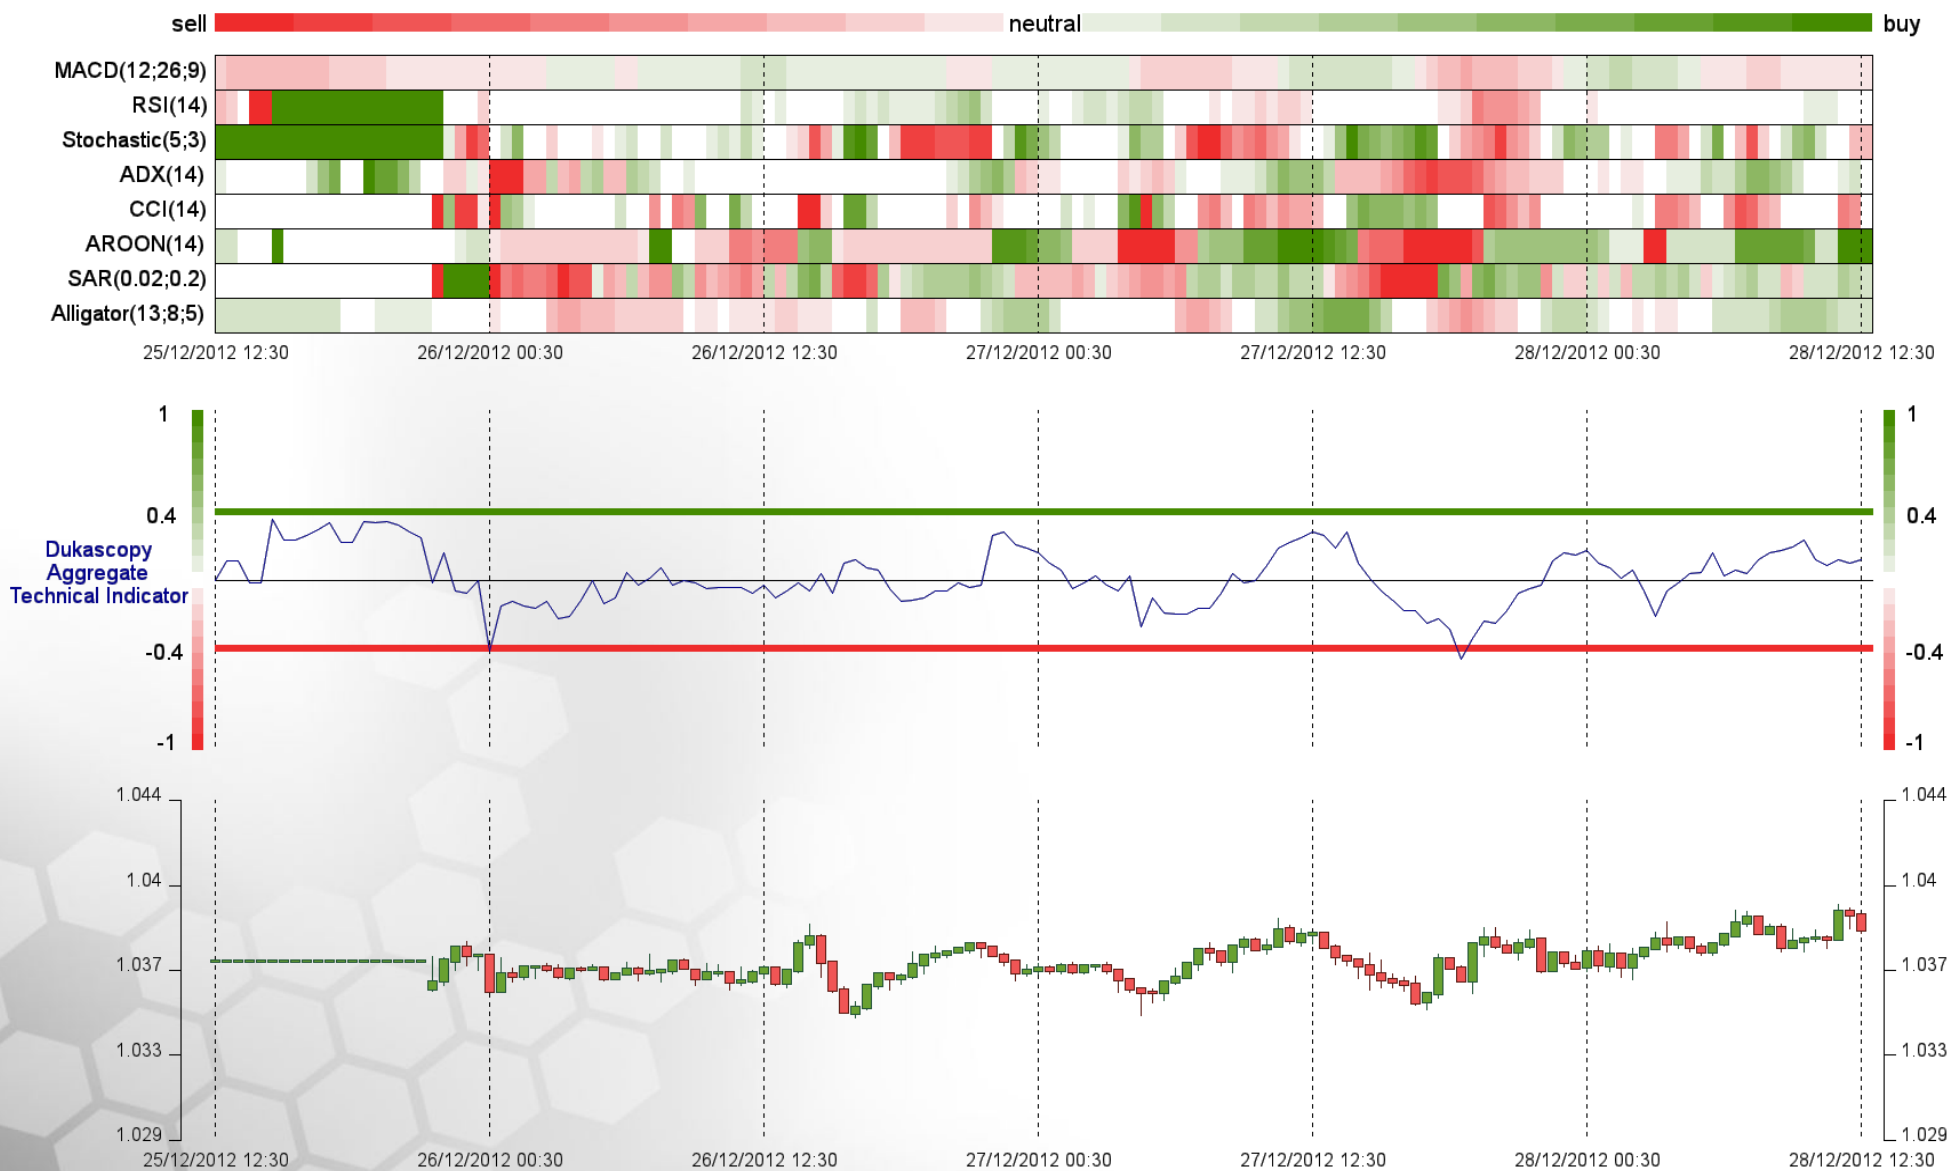 sell neutral buy
MACD(12;26;9)
RSI(14)
Stochastic(5;3)
ADX(14)
CCI(14)
AROON(14)
SAR(0.02;0.2)
Alligator(13;8;5)
25/12/2012 12:30 26/12/2012 00:30 26/12/2012 12:30 27/12/2012 00:30 27/12/2012 12:30 28/12/2012 00:30 28/12/2012 12:30
1 1
0.4 0.4
Dukascopy
Aggregate
Technical Indicator
-0.4 -0.4
-1 -1
1.044 1.044
1.04 1.04
1.037 1.037
1.033 1.033
1.029 1.029
25/12/2012 12:30 26/12/2012 00:30 26/12/2012 12:30 27/12/2012 00:30 27/12/2012 12:30 28/12/2012 00:30 28/12/2012 12:30